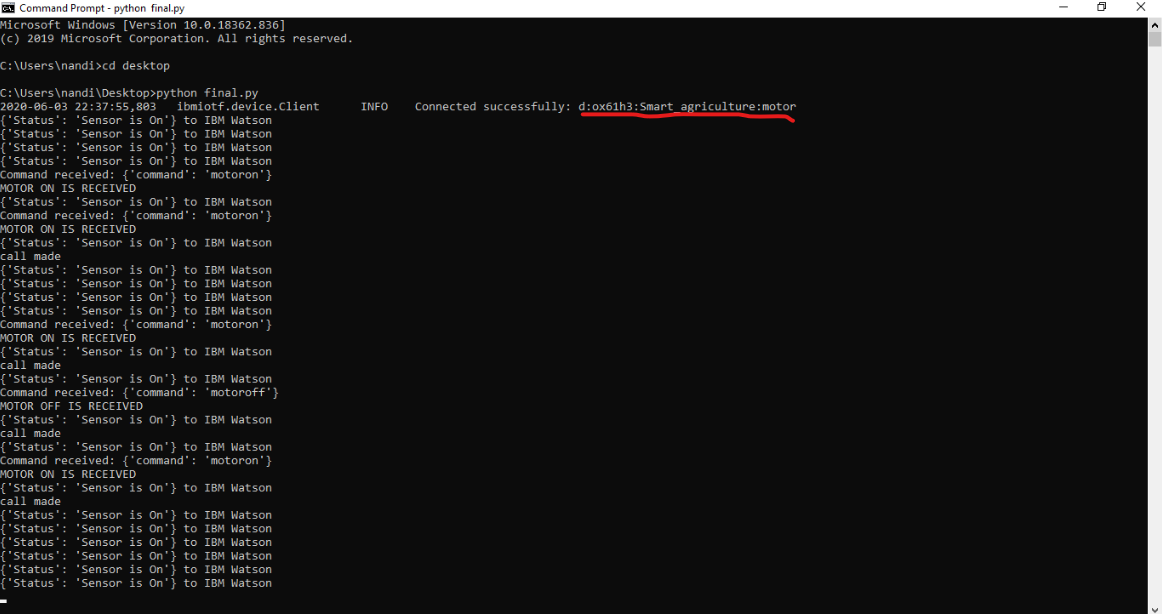 Command Prompt - python final.py
Microsoft Windows [Version 10.0.18362.836]
(c) 2019 Microsoft Corporation. All rights reserved.
C:\Users\nandi>cd desktop
C:\Users\nandi\Desktop>python final.py
2020-06-03 22:37:55,803   ibmiotf.device.Client      INFO    Connected successfully: d:ox61h3:Smart_agriculture:motor
{'Status': 'Sensor is On'} to IBM Watson
{'Status': 'Sensor is On'} to IBM Watson
{'Status': 'Sensor is On'} to IBM Watson
{'Status': 'Sensor is On'} to IBM Watson
Command received: {'command': 'motoron'}
MOTOR ON IS RECEIVED
{'Status': 'Sensor is On'} to IBM Watson
Command received: {'command': 'motoron'}
MOTOR ON IS RECEIVED
{'Status': 'Sensor is On'} to IBM Watson
call made
{'Status': 'Sensor is On'} to IBM Watson
{'Status': 'Sensor is On'} to IBM Watson
{'Status': 'Sensor is On'} to IBM Watson
{'Status': 'Sensor is On'} to IBM Watson
Command received: {'command': 'motoron'}
MOTOR ON IS RECEIVED
{'Status': 'Sensor is On'} to IBM Watson
call made
{'Status': 'Sensor is On'} to IBM Watson
Command received: {'command': 'motoroff'}
MOTOR OFF IS RECEIVED
{'Status': 'Sensor is On'} to IBM Watson
call made
{'Status': 'Sensor is On'} to IBM Watson
Command received: {'command': 'motoron'}
MOTOR ON IS RECEIVED
{'Status': 'Sensor is On'} to IBM Watson
call made
{'Status': 'Sensor is On'} to IBM Watson
{'Status': 'Sensor is On'} to IBM Watson
{'Status': 'Sensor is On'} to IBM Watson
{'Status': 'Sensor is On'} to IBM Watson
{'Status': 'Sensor is On'} to IBM Watson
{'Status': 'Sensor is On'} to IBM Watson